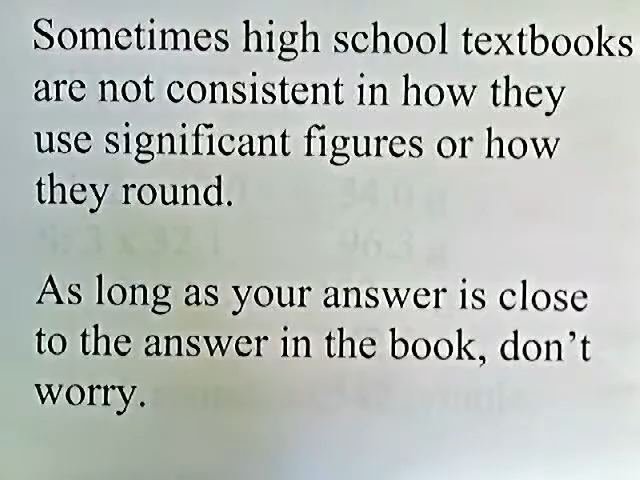 Sometimes high school textbooks
are not consistent in how they
use significant figures or how
they round.
As long as your answer is close
to the answer in the book, don't
worry.